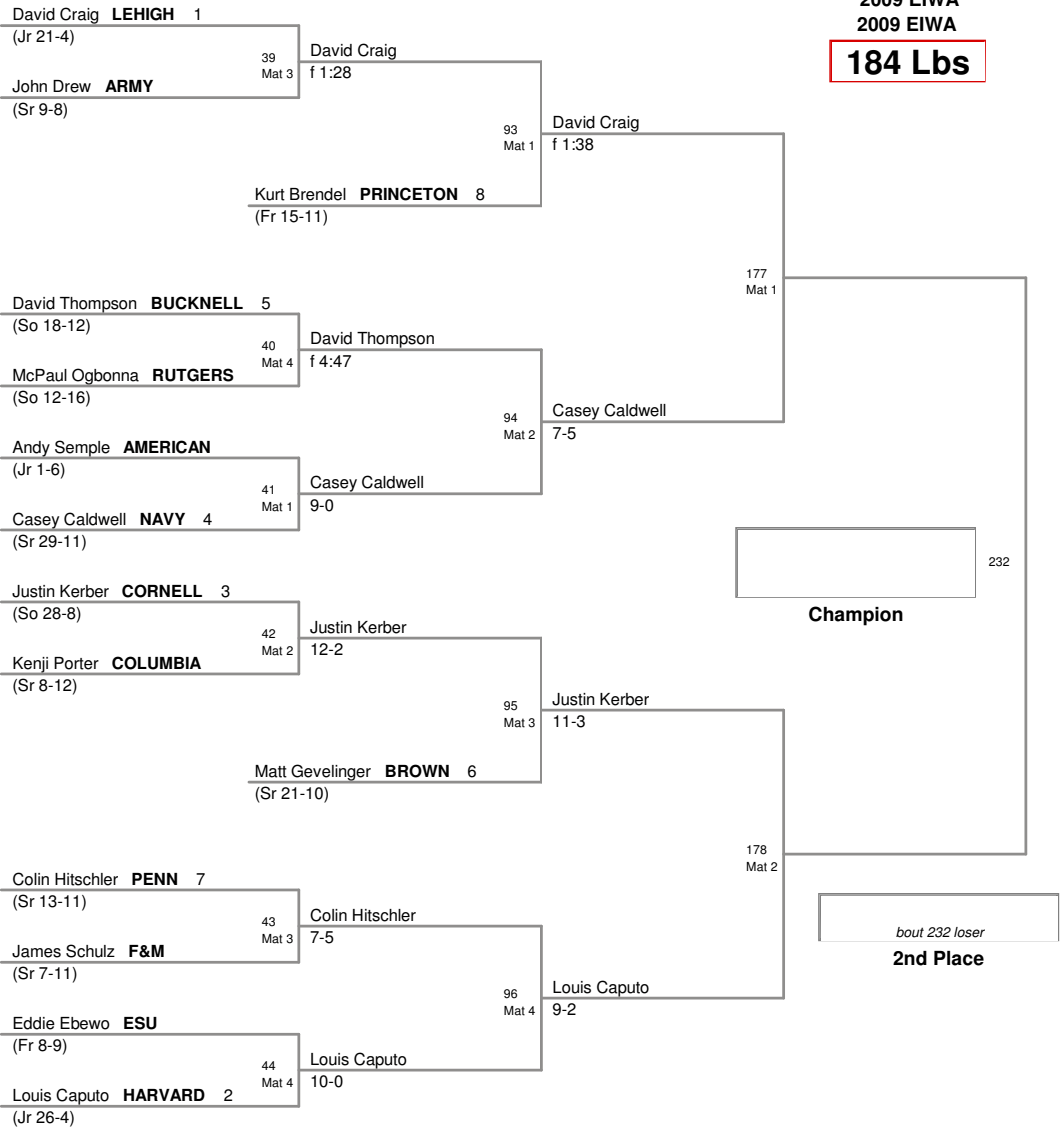 2009 EIWA
2009 EIWA
184 Lbs
David Craig LEHIGH 1
(Jr 21-4)
39
Mat 3
David Craig
f 1:28
John Drew ARMY
(Sr 9-8)
93
Mat 1
David Craig
f 1:38
Kurt Brendel PRINCETON 8
(Fr 15-11)
177
Mat 1
David Thompson BUCKNELL 5
(So 18-12)
40
Mat 4
David Thompson
f 4:47
McPaul Ogbonna RUTGERS
(So 12-16)
94
Mat 2
Casey Caldwell
7-5
Andy Semple AMERICAN
(Jr 1-6)
41
Mat 1
Casey Caldwell
9-0
Casey Caldwell NAVY 4
(Sr 29-11)
232
Champion
Justin Kerber CORNELL 3
(So 28-8)
42
Mat 2
Justin Kerber
12-2
Kenji Porter COLUMBIA
(Sr 8-12)
95
Mat 3
Justin Kerber
11-3
Matt Gevelinger BROWN 6
(Sr 21-10)
178
Mat 2
Colin Hitschler PENN 7
(Sr 13-11)
43
Mat 3
Colin Hitschler
7-5
bout 232 loser
2nd Place
James Schulz F&M
(Sr 7-11)
96
Mat 4
Louis Caputo
9-2
Eddie Ebewo ESU
(Fr 8-9)
44
Mat 4
Louis Caputo
10-0
Louis Caputo HARVARD 2
(Jr 26-4)